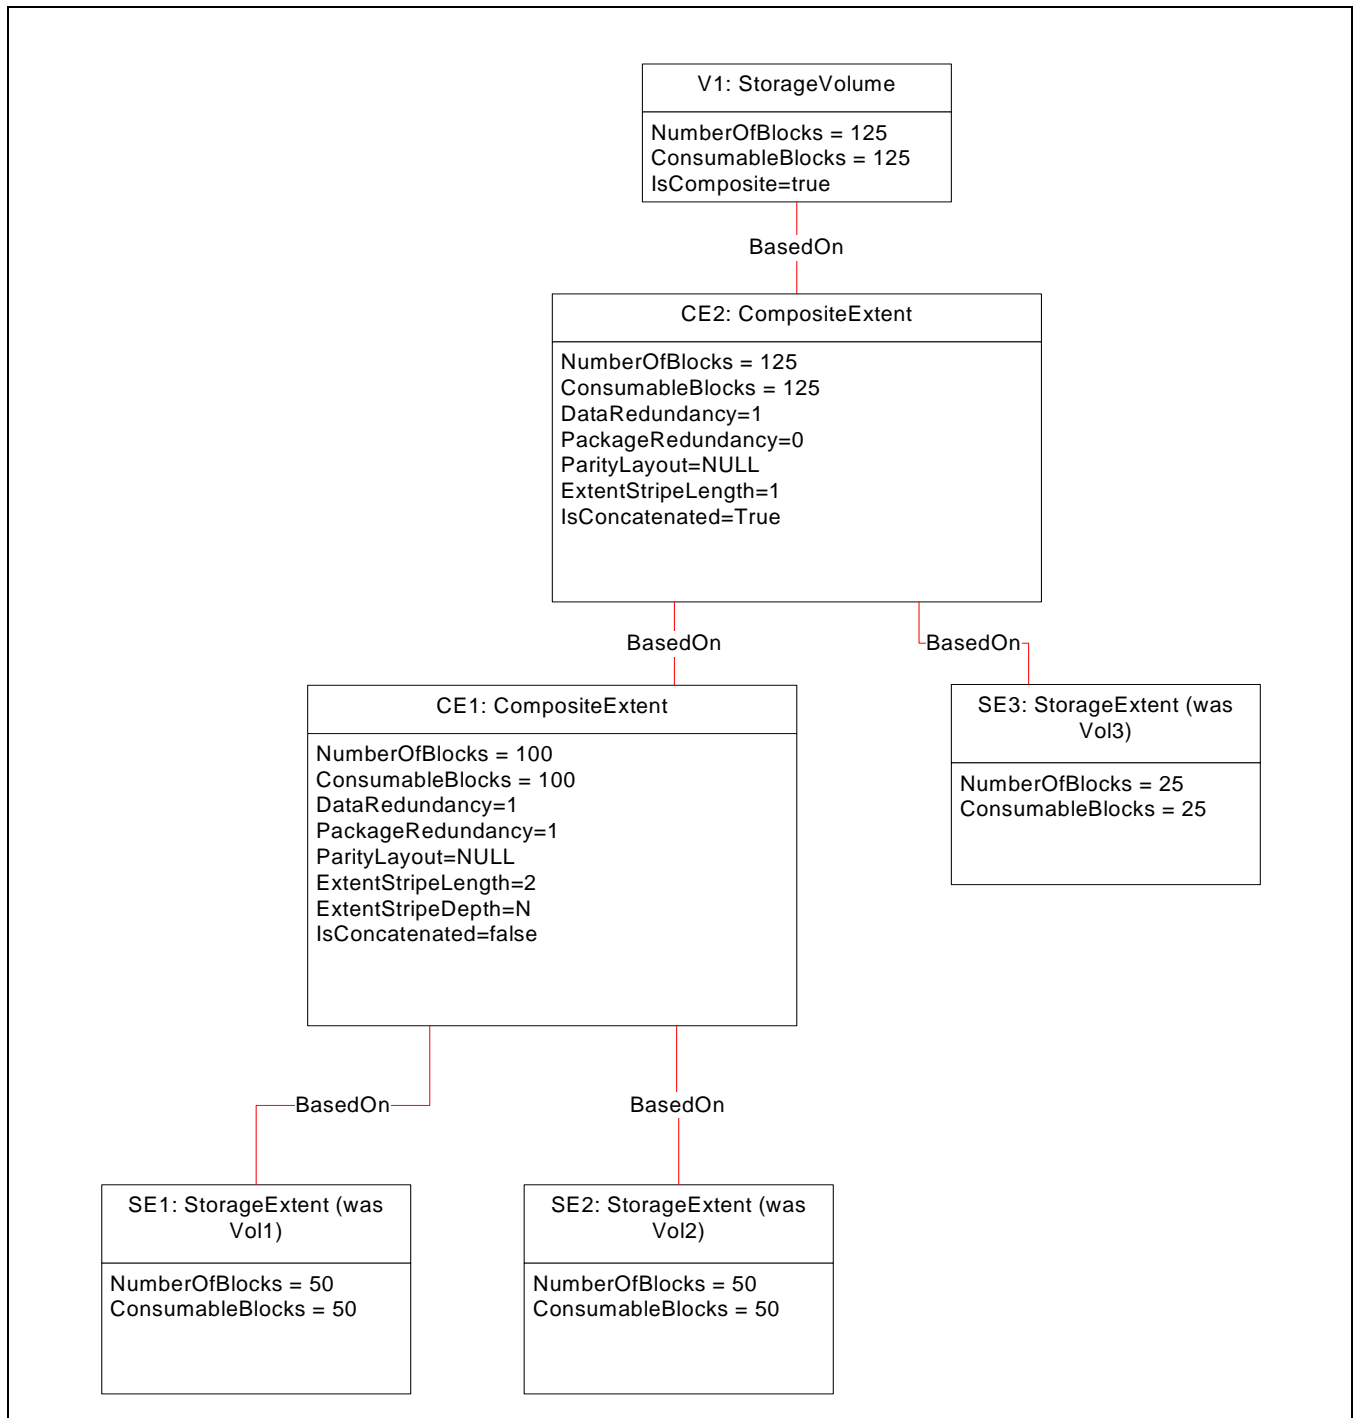 V1: StorageVolume
NumberOfBlocks = 125
ConsumableBlocks = 125
IsComposite=true
BasedOn
CE2: CompositeExtent
NumberOfBlocks = 125
ConsumableBlocks = 125
DataRedundancy=1
PackageRedundancy=0
ParityLayout=NULL
ExtentStripeLength=1
IsConcatenated=True
BasedOn
BasedOn
CE1: CompositeExtent
NumberOfBlocks = 100
ConsumableBlocks = 100
DataRedundancy=1
PackageRedundancy=1
ParityLayout=NULL
ExtentStripeLength=2
ExtentStripeDepth=N
IsConcatenated=false
SE3: StorageExtent (was
Vol3)
NumberOfBlocks = 25
ConsumableBlocks = 25
BasedOn
BasedOn
SE1: StorageExtent (was
Vol1)
NumberOfBlocks = 50
ConsumableBlocks = 50
SE2: StorageExtent (was
Vol2)
NumberOfBlocks = 50
ConsumableBlocks = 50